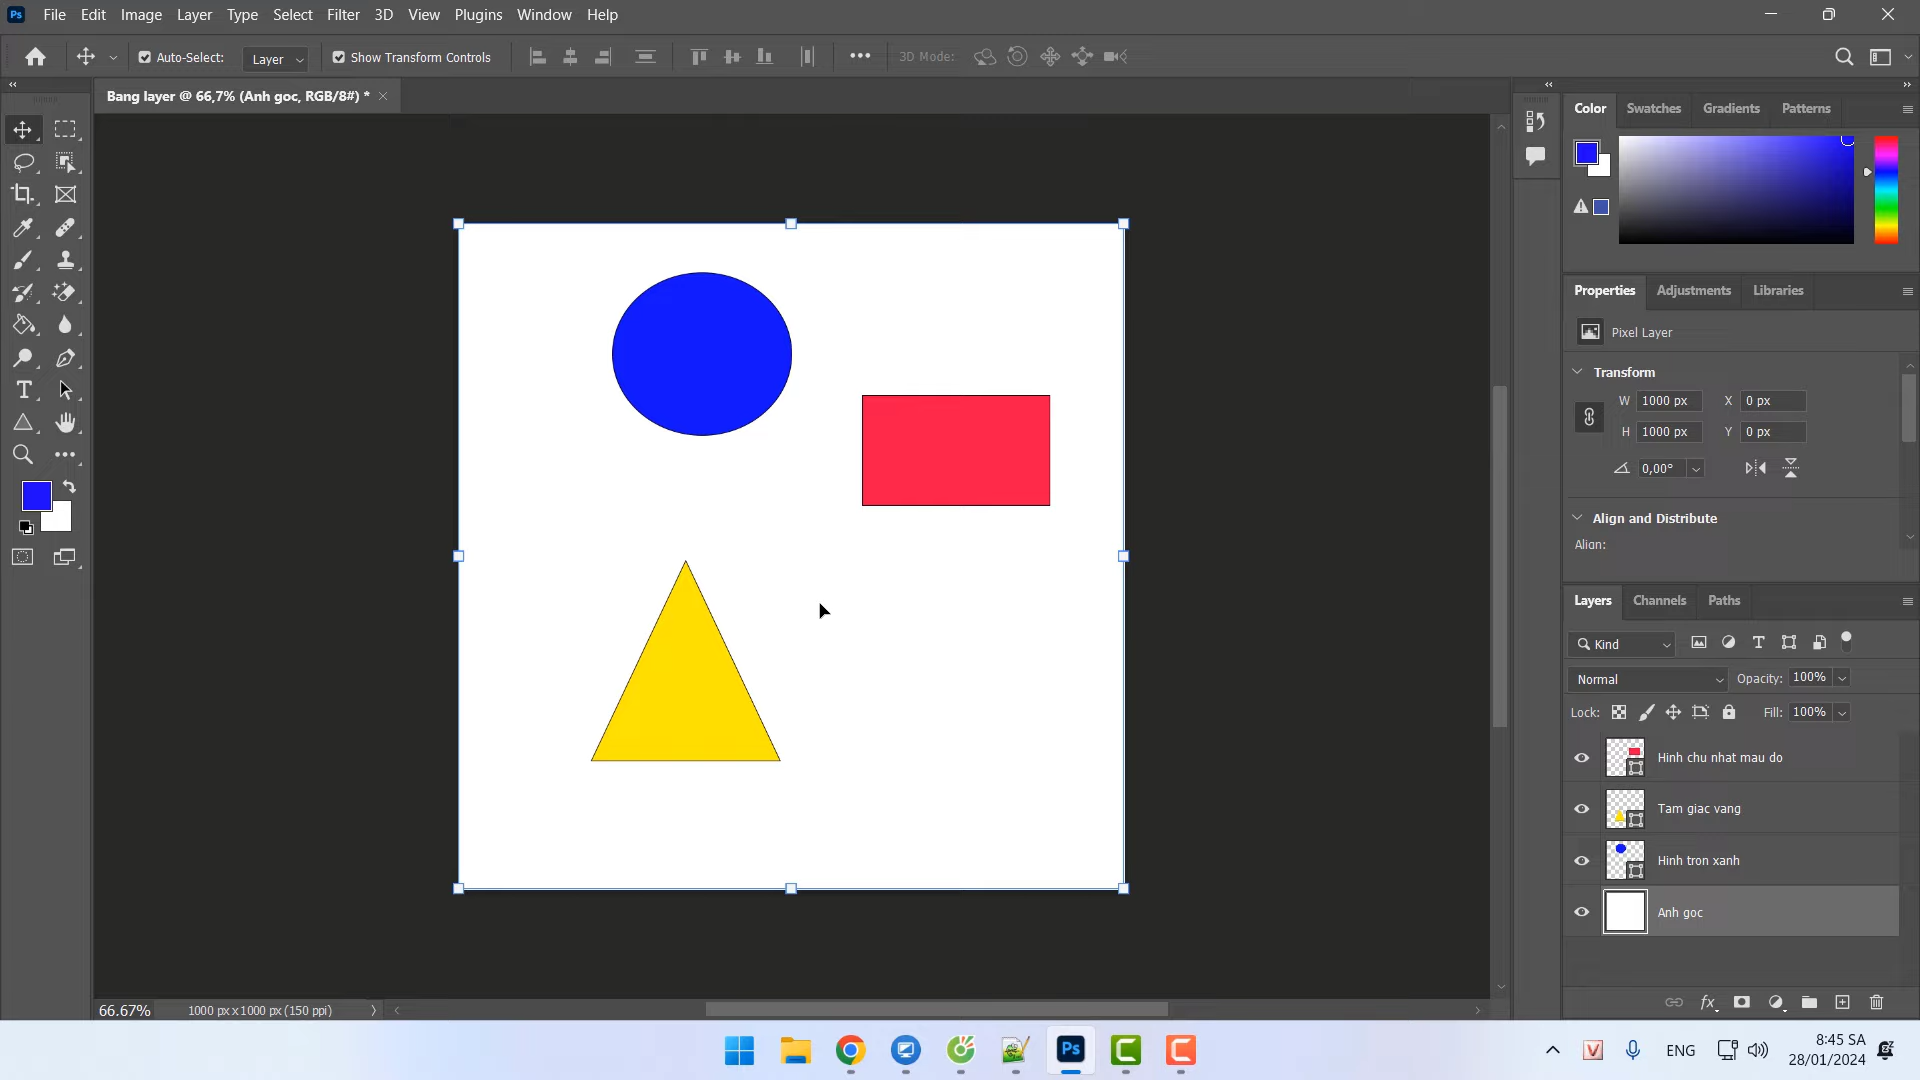 Ps File Edit Image Layer Type Select Filter 3D View Plugins Window Help
Auto-Select: Layer Show Transform Controls 3D Mode:
Bang layer @ 66,7% (Anh goc, RGB/8#) *
Color Swatches Gradients Patterns
Properties Adjustments Libraries
Pixel Layer
Transform
W 1000 px X 0 px
H 1000 px Y 0 px
0,00°
Align and Distribute
Align:
Layers Channels Paths
Kind
Normal Opacity: 100%
Lock: Fill: 100%
Hinh chu nhat mau do
Tam giac vang
Hinh tron xanh
Anh goc
fx
66.67% 1000 px x 1000 px (150 ppi)
Ps
ENG
8:45 SA
28/01/2024